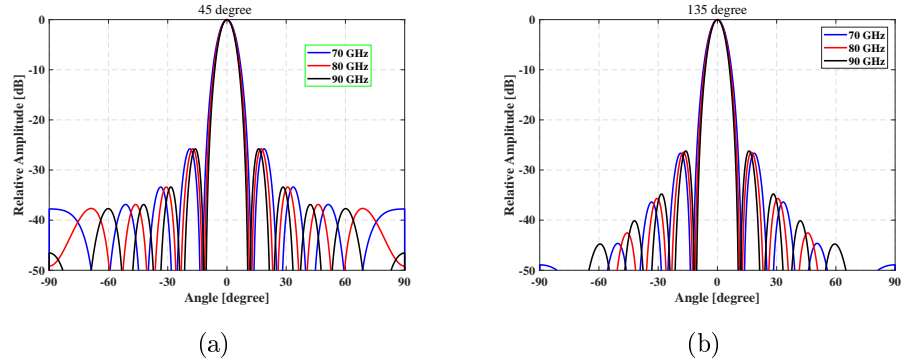 45 degree
0
-10
-20
-30
-40
-50
Relative Amplitude [dB]
70 GHz
80 GHz
90 GHz
-90 -60 -30 0 30 60 90
Angle [degree]
(a)
135 degree
0
-10
-20
-30
-40
-50
Relative Amplitude [dB]
70 GHz
80 GHz
90 GHz
-90 -60 -30 0 30 60 90
Angle [degree]
(b)